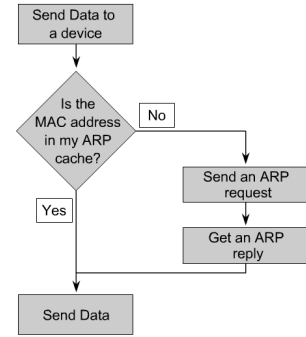 Send Data to
a device
Is the
MAC address
in my ARP
cache?
No
Send an ARP
request
Yes
Get an ARP
reply
Send Data